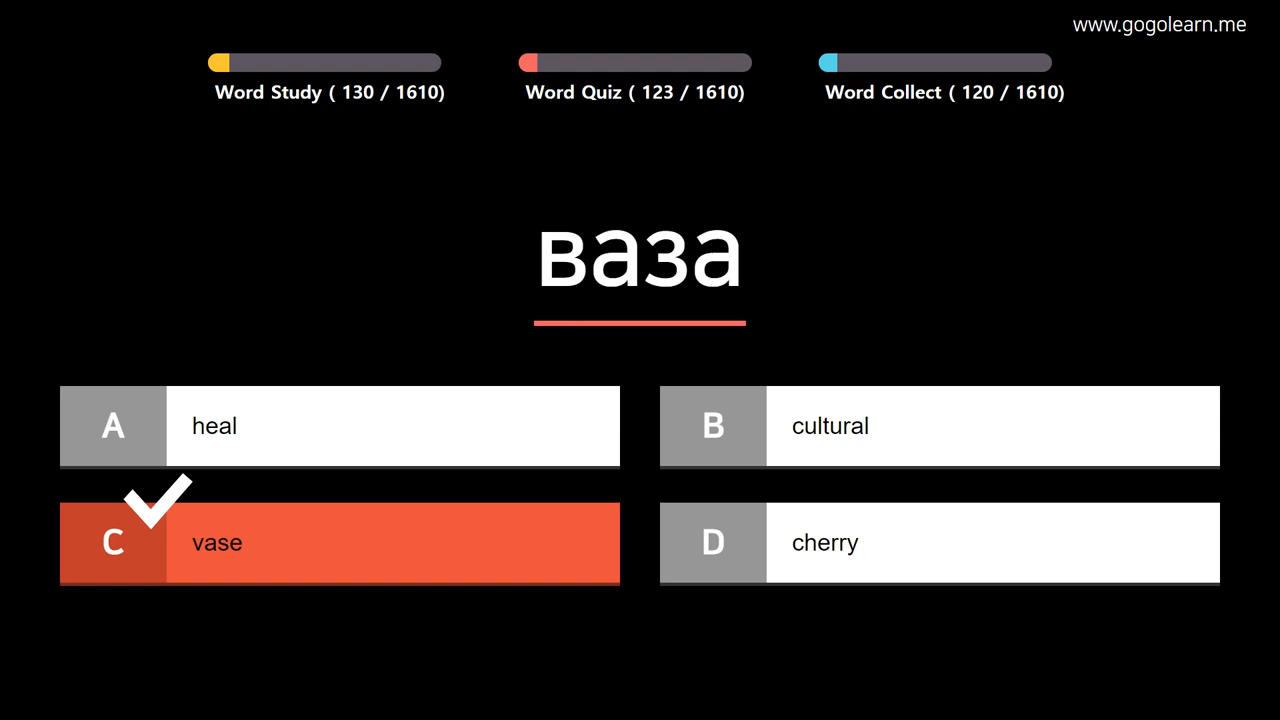 www.gogolearn.me
Word Study ( 130 / 1610)
Word Quiz ( 123 / 1610)
Word Collect ( 120 / 1610)
ваза
A heal
B cultural
C vase
D cherry